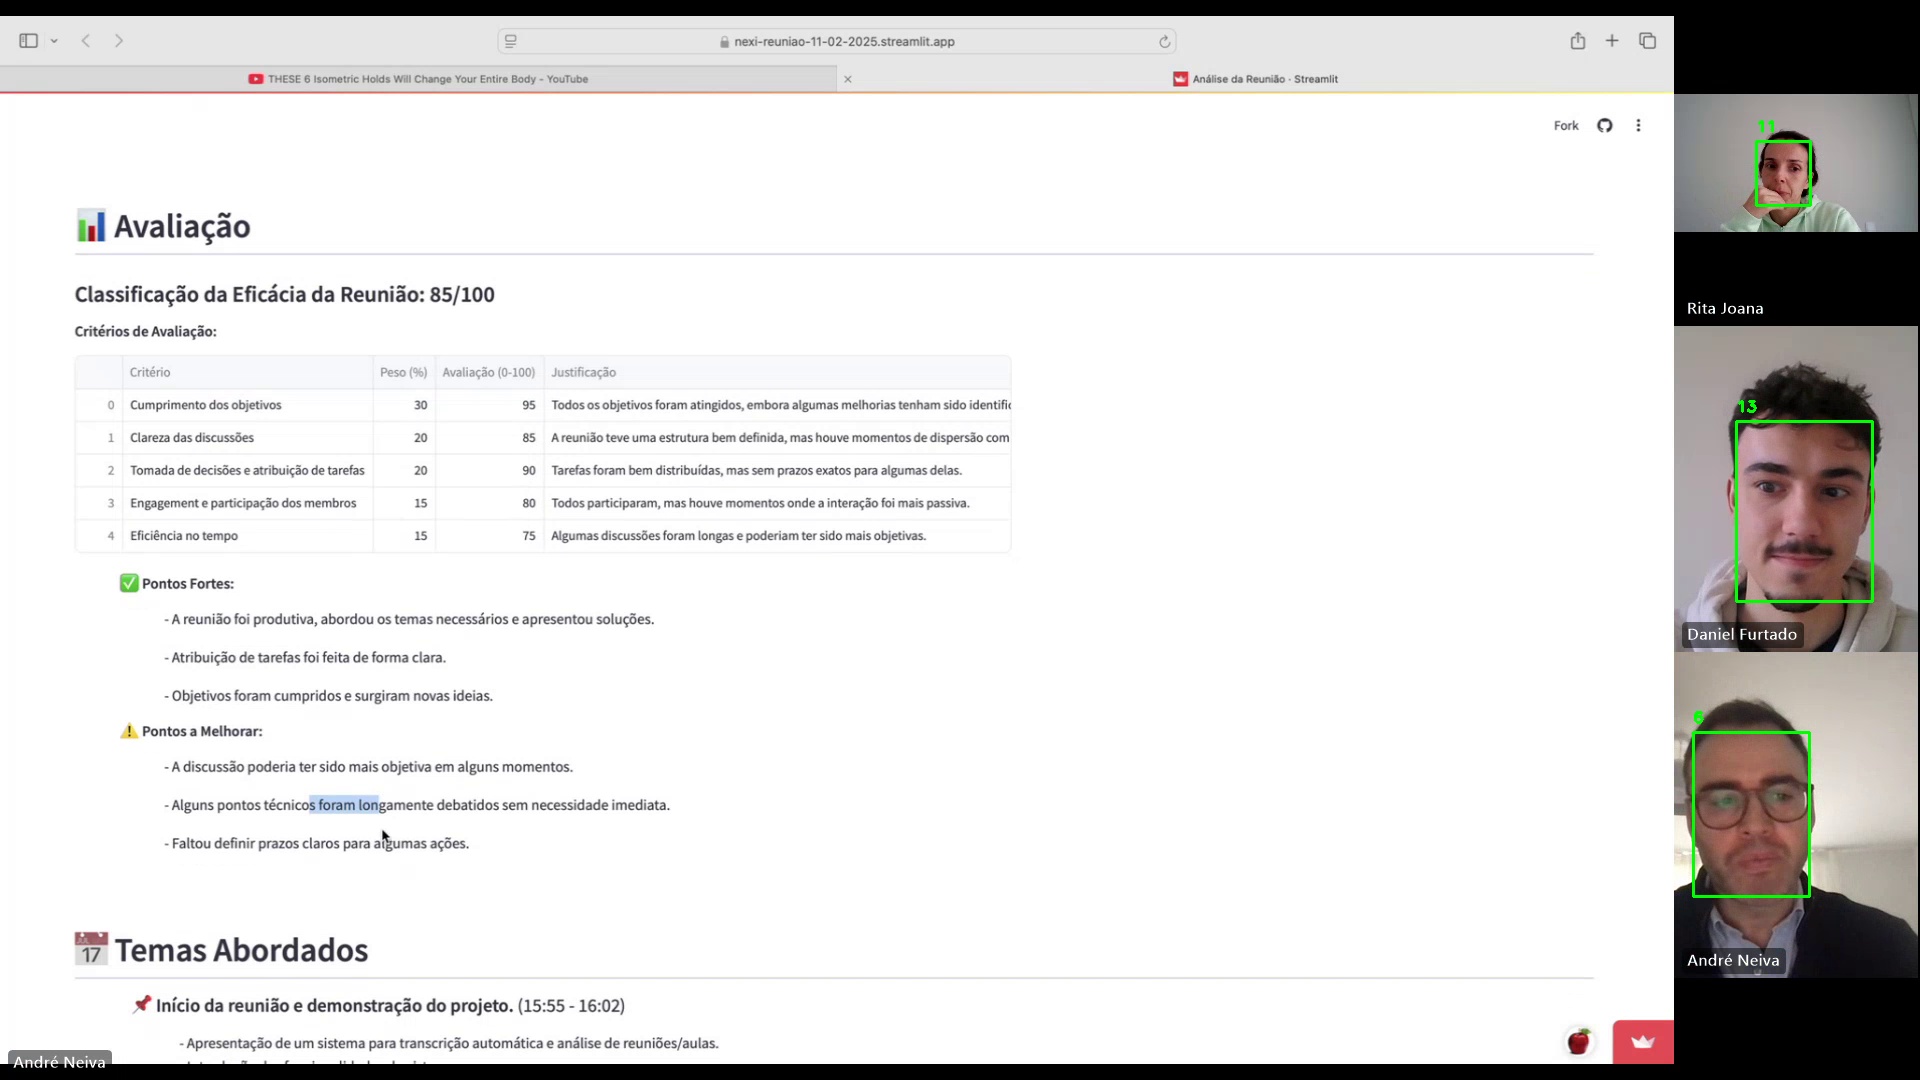 nexi-reuniao-11-02-2025.streamlit.app
THESE 6 Isometric Holds Will Change Your Entire Body - YouTube
Análise da Reunião · Streamlit
Fork
Avaliação
Classificação da Eficácia da Reunião: 85/100
Critérios de Avaliação:
Critério Peso (%) Avaliação (0-100) Justificação
0 Cumprimento dos objetivos 30 95 Todos os objetivos foram atingidos, embora algumas melhorias tenham sido identific
1 Clareza das discussões 20 85 A reunião teve uma estrutura bem definida, mas houve momentos de dispersão com
2 Tomada de decisões e atribuição de tarefas 20 90 Tarefas foram bem distribuídas, mas sem prazos exatos para algumas delas.
3 Engagement e participação dos membros 15 80 Todos participaram, mas houve momentos onde a interação foi mais passiva.
4 Eficiência no tempo 15 75 Algumas discussões foram longas e poderiam ter sido mais objetivas.
Pontos Fortes:
- A reunião foi produtiva, abordou os temas necessários e apresentou soluções.
- Atribuição de tarefas foi feita de forma clara.
- Objetivos foram cumpridos e surgiram novas ideias.
Pontos a Melhorar:
- A discussão poderia ter sido mais objetiva em alguns momentos.
- Alguns pontos técnicos foram longamente debatidos sem necessidade imediata.
- Faltou definir prazos claros para algumas ações.
17 Temas Abordados
Início da reunião e demonstração do projeto. (15:55 - 16:02)
- Apresentação de um sistema para transcrição automática e análise de reuniões/aulas.
André Neiva
11
Rita Joana
13
Daniel Furtado
6
André Neiva